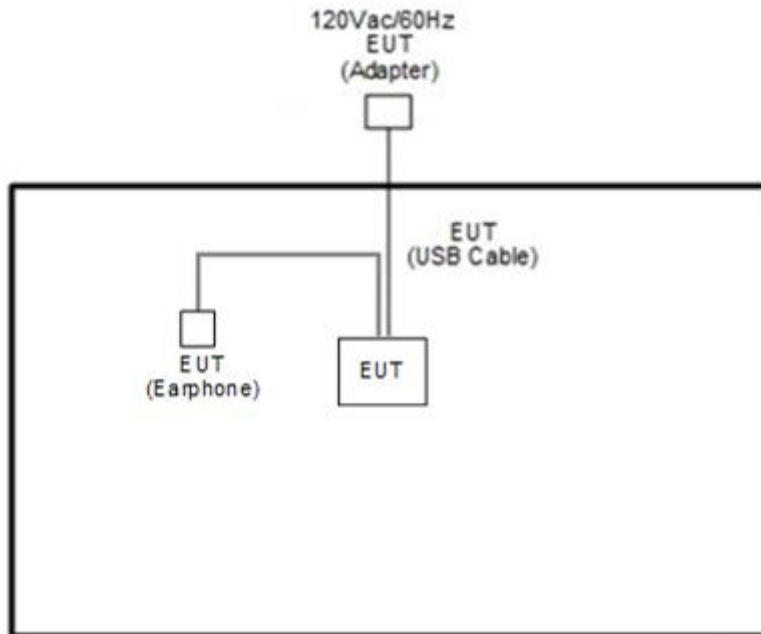 120Vac/60Hz
EUT
(Adapter)
EUT
(USB Cable)
EUT
(Earphone)
EUT